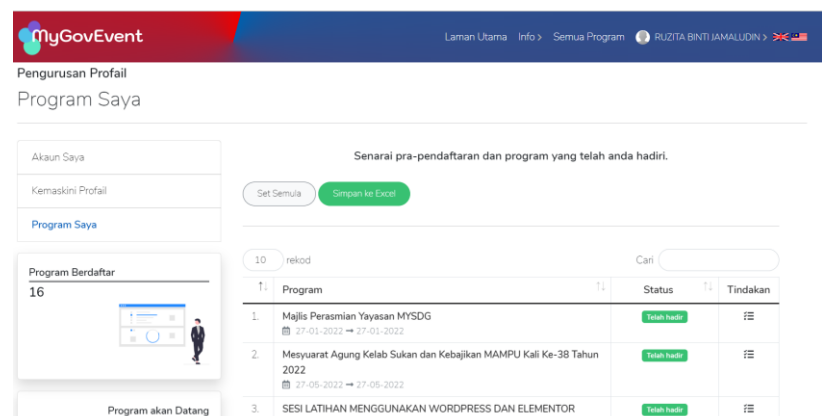 MyGovEvent
Laman Utama Info > Semua Program RUZITA BINTI JAMALUDIN >
Pengurusan Profail
Program Saya
Akaun Saya
Kemaskini Profail
Program Saya
Program Berdaftar
16
Program akan Datang
Senarai pra-pendaftaran dan program yang telah anda hadiri.
Set Semula Simpan ke Excel
10 rekod Cari
Program Status Tindakan
1. Majlis Perasmian Yayasan MYSDG Telah hadir
27-01-2022 → 27-01-2022
2. Mesyuarat Agung Kelab Sukan dan Kebajikan MAMPU Kali Ke-38 Tahun Telah hadir
2022
27-05-2022 → 27-05-2022
3. SESI LATIHAN MENGGUNAKAN WORDPRESS DAN ELEMENTOR Telah hadir